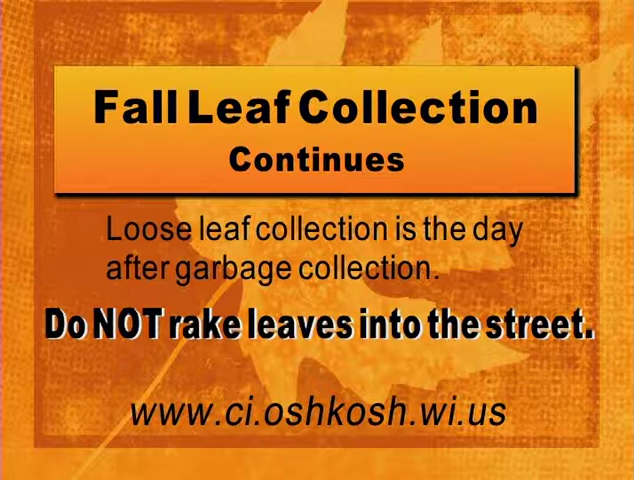 Fall Leaf Collection
Continues
Loose leaf collection is the day
after garbage collection.
Do NOT rake leaves into the street.
www.ci.oshkosh.wi.us